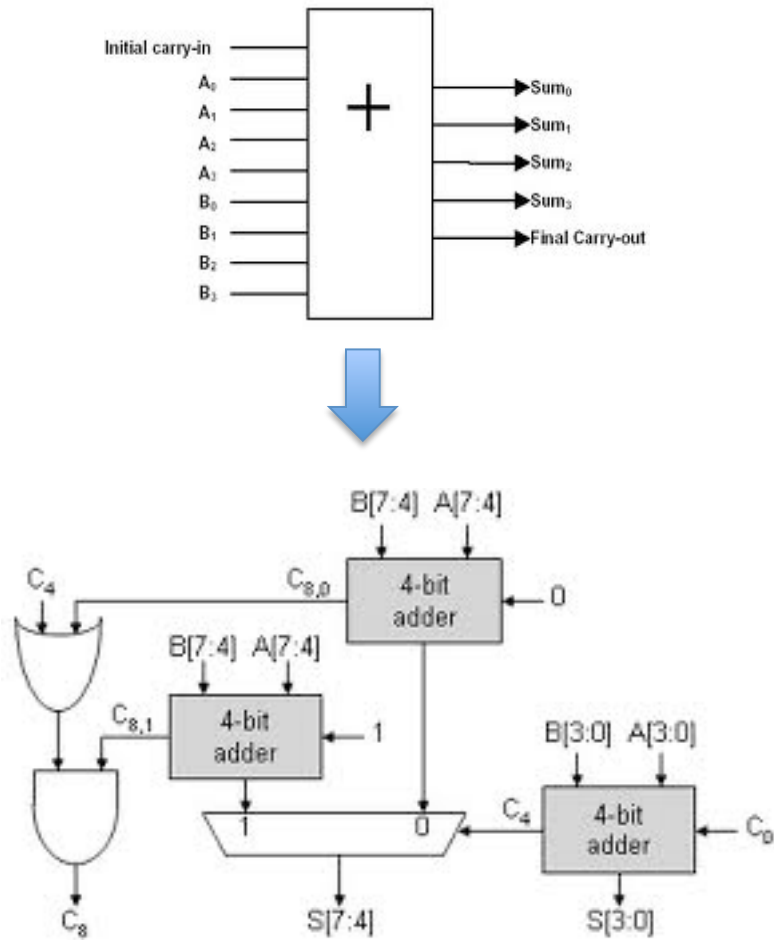 Initial carry-in
A₀
A₁
A₂
A₃
B₀
B₁
B₂
B₃
+
Sum₀
Sum₁
Sum₂
Sum₃
Final Carry-out
B[7:4] A[7:4]
4-bit
adder
0
C₈,₀
C₄
B[7:4] A[7:4]
4-bit
adder
1
C₈,₁
B[3:0] A[3:0]
4-bit
adder
C₀
C₄
1 0
C₈
S[7:4]
S[3:0]